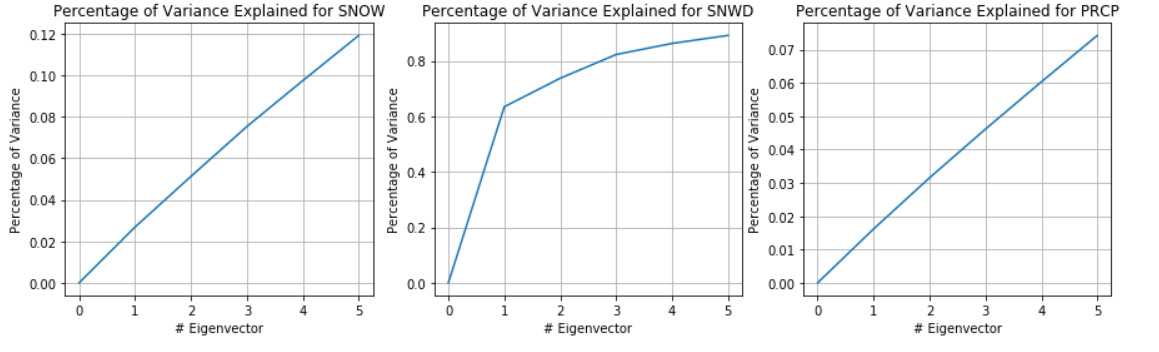 Percentage of Variance Explained for SNOW
0.12
0.10
0.08
0.06
0.04
0.02
0.00
Percentage of Variance
0 1 2 3 4 5
# Eigenvector
Percentage of Variance Explained for SNWD
0.8
0.6
0.4
0.2
0.0
Percentage of Variance
0 1 2 3 4 5
# Eigenvector
Percentage of Variance Explained for PRCP
0.07
0.06
0.05
0.04
0.03
0.02
0.01
0.00
Percentage of Variance
0 1 2 3 4 5
# Eigenvector